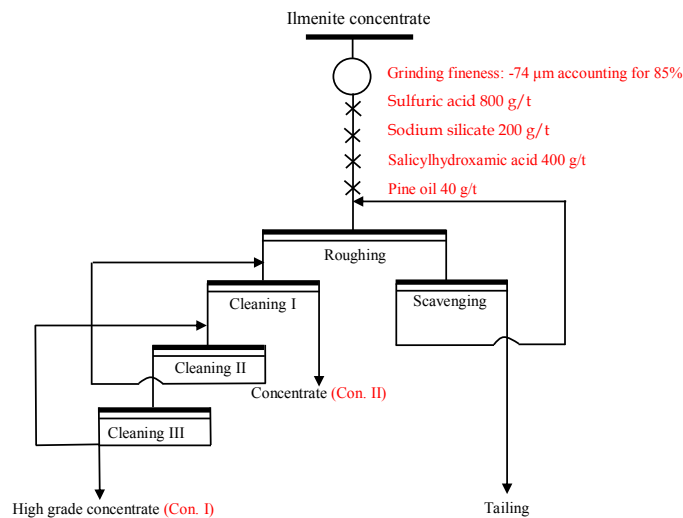 Ilmenite concentrate
Grinding fineness: -74 μm accounting for 85%
Sulfuric acid 800 g/t
Sodium silicate 200 g/t
Salicylhydroxamic acid 400 g/t
Pine oil 40 g/t
Roughing
Cleaning I
Scavenging
Cleaning II
Concentrate (Con. II)
Cleaning III
High grade concentrate (Con. I)
Tailing